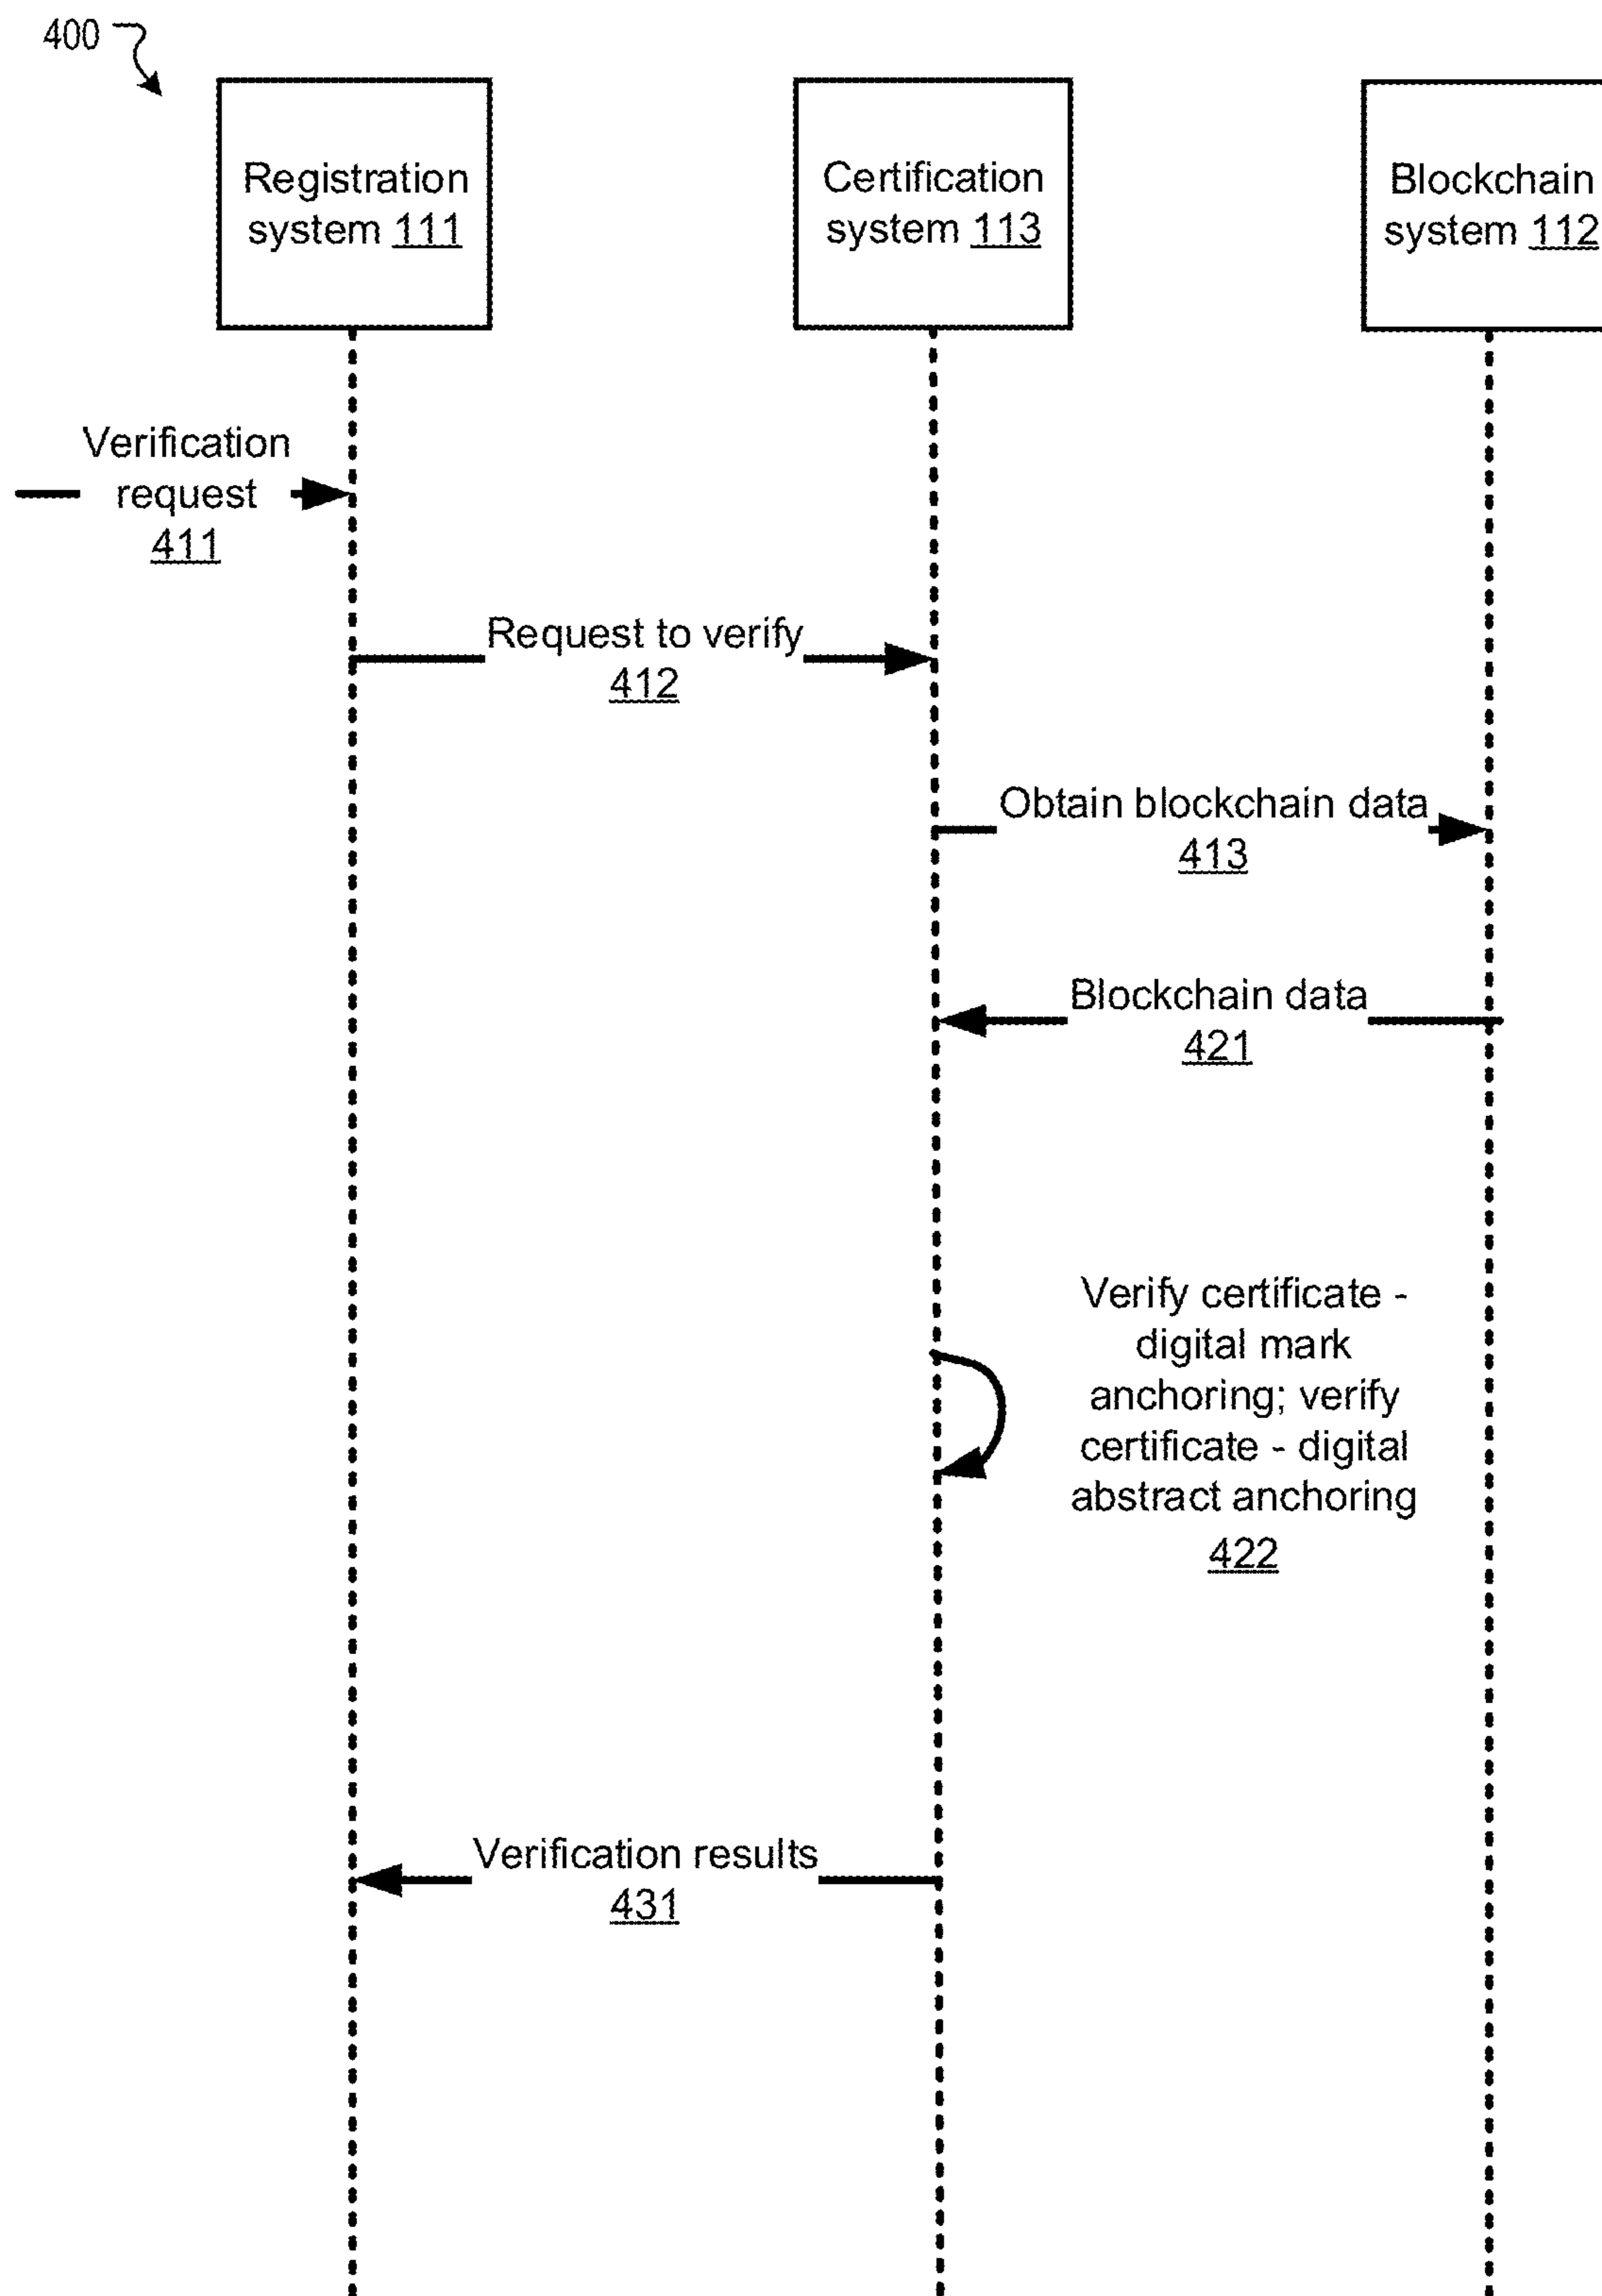 400
Registration
system 111
Certification
system 113
Blockchain
system 112
Verification
request
411
Request to verify
412
Obtain blockchain data
413
Blockchain data
421
Verify certificate -
digital mark
anchoring; verify
certificate - digital
abstract anchoring
422
Verification results
431